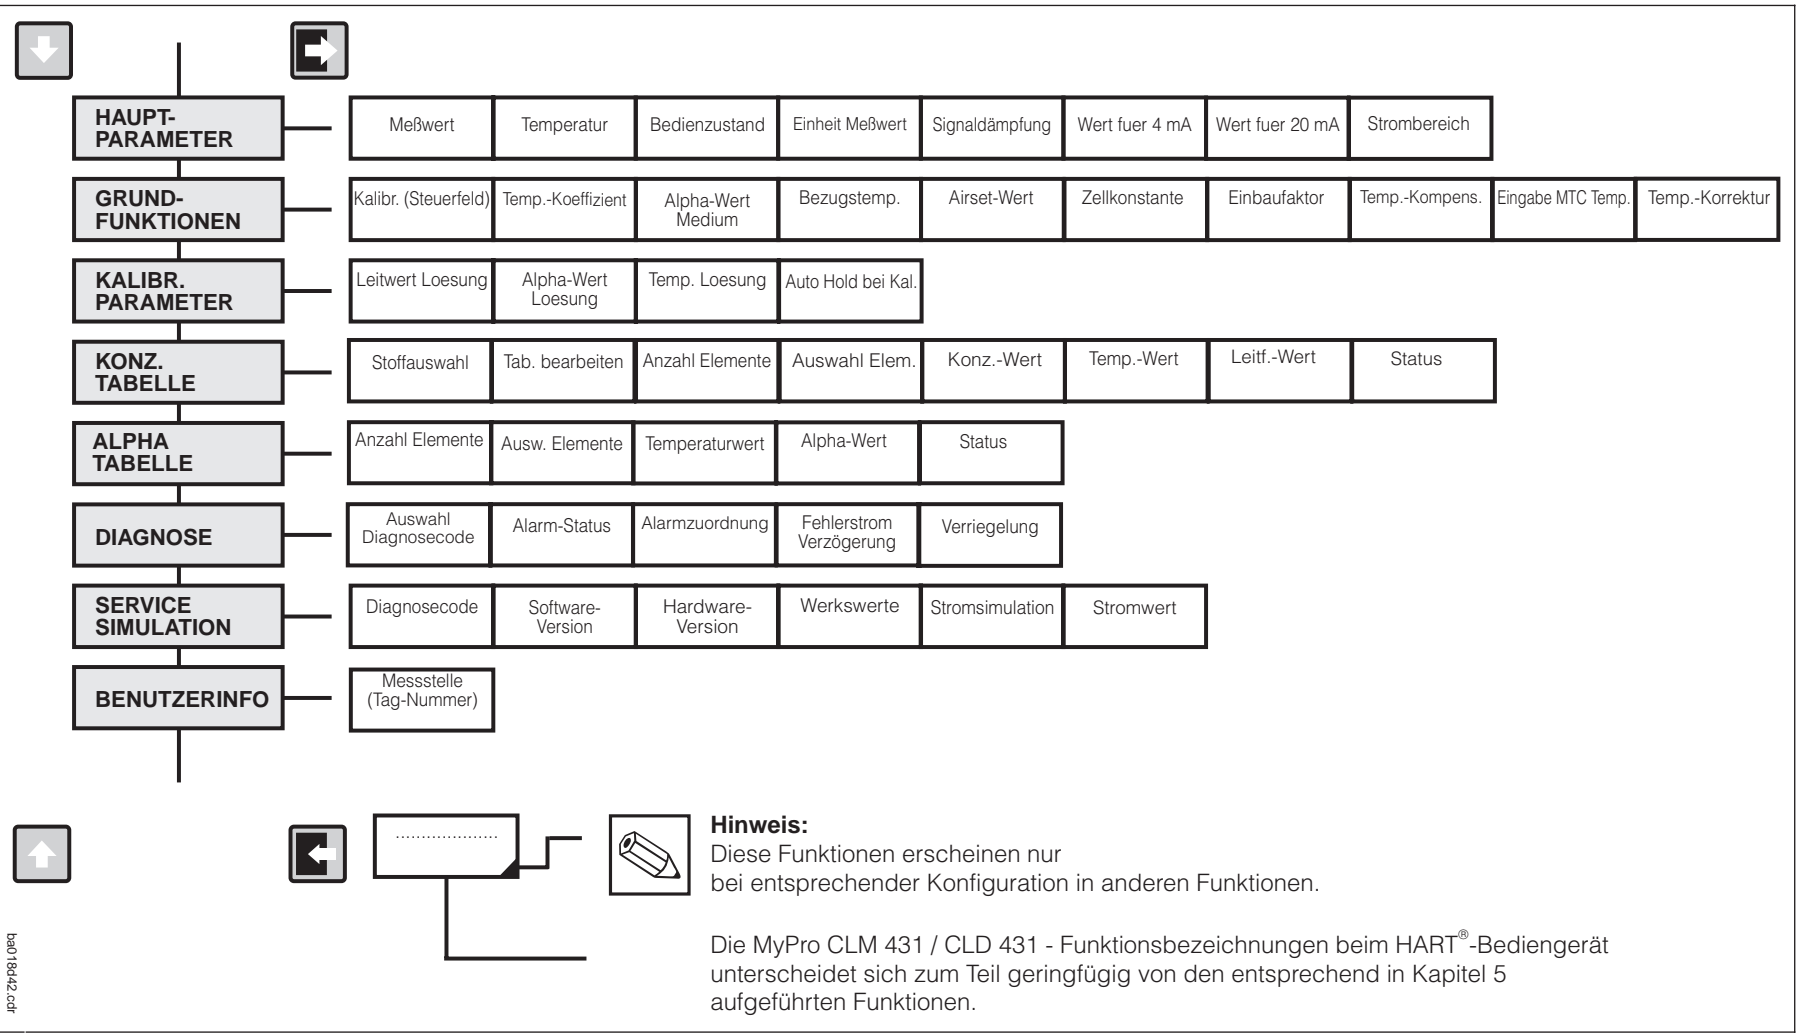 HAUPT-
PARAMETER
Meßwert
Temperatur
Bedienzustand
Einheit Meßwert
Signaldämpfung
Wert fuer 4 mA
Wert fuer 20 mA
Strombereich
GRUND-
FUNKTIONEN
Kalibr. (Steuerfeld)
Temp.-Koeffizient
Alpha-Wert
Medium
Bezugstemp.
Airset-Wert
Zellkonstante
Einbaufaktor
Temp.-Kompens.
Eingabe MTC Temp.
Temp.-Korrektur
KALIBR.
PARAMETER
Leitwert Loesung
Alpha-Wert
Loesung
Temp. Loesung
Auto Hold bei Kal.
KONZ.
TABELLE
Stoffauswahl
Tab. bearbeiten
Anzahl Elemente
Auswahl Elem.
Konz.-Wert
Temp.-Wert
Leitf.-Wert
Status
ALPHA
TABELLE
Anzahl Elemente
Ausw. Elemente
Temperaturwert
Alpha-Wert
Status
DIAGNOSE
Auswahl
Diagnosecode
Alarm-Status
Alarmzuordnung
Fehlerstrom
Verzögerung
Verriegelung
SERVICE
SIMULATION
Diagnosecode
Software-
Version
Hardware-
Version
Werkswerte
Stromsimulation
Stromwert
BENUTZERINFO
Messstelle
(Tag-Nummer)
....................
Hinweis:
Diese Funktionen erscheinen nur
bei entsprechender Konfiguration in anderen Funktionen.
Die MyPro CLM 431 / CLD 431 - Funktionsbezeichnungen beim HART®-Bediengerät
unterscheidet sich zum Teil geringfügig von den entsprechend in Kapitel 5
aufgeführten Funktionen.
ba018d42.cdr